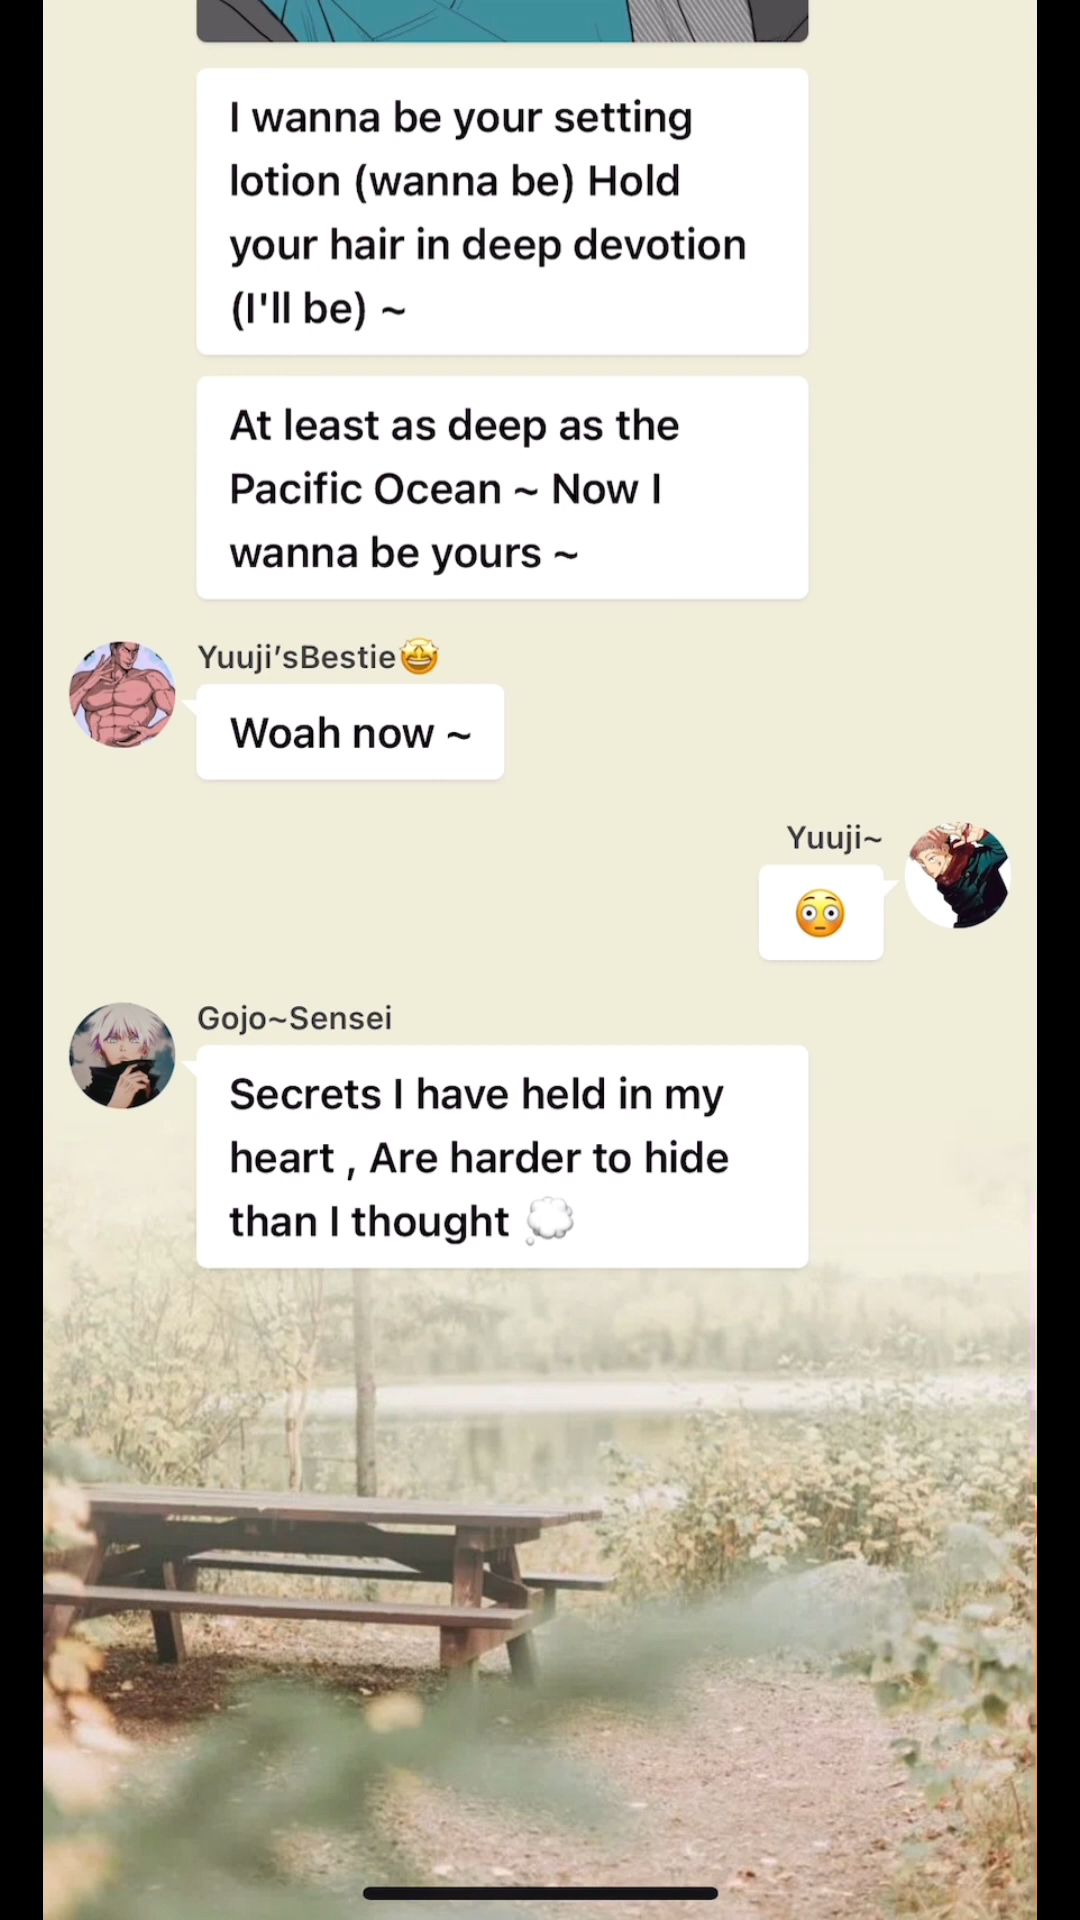 I wanna be your setting
lotion (wanna be) Hold
your hair in deep devotion
(I'll be) ~
At least as deep as the
Pacific Ocean ~ Now I
wanna be yours ~
Yuuji’sBestie🤩
Woah now ~
Yuuji~
😳
Gojo~Sensei
Secrets I have held in my
heart , Are harder to hide
than I thought 💭